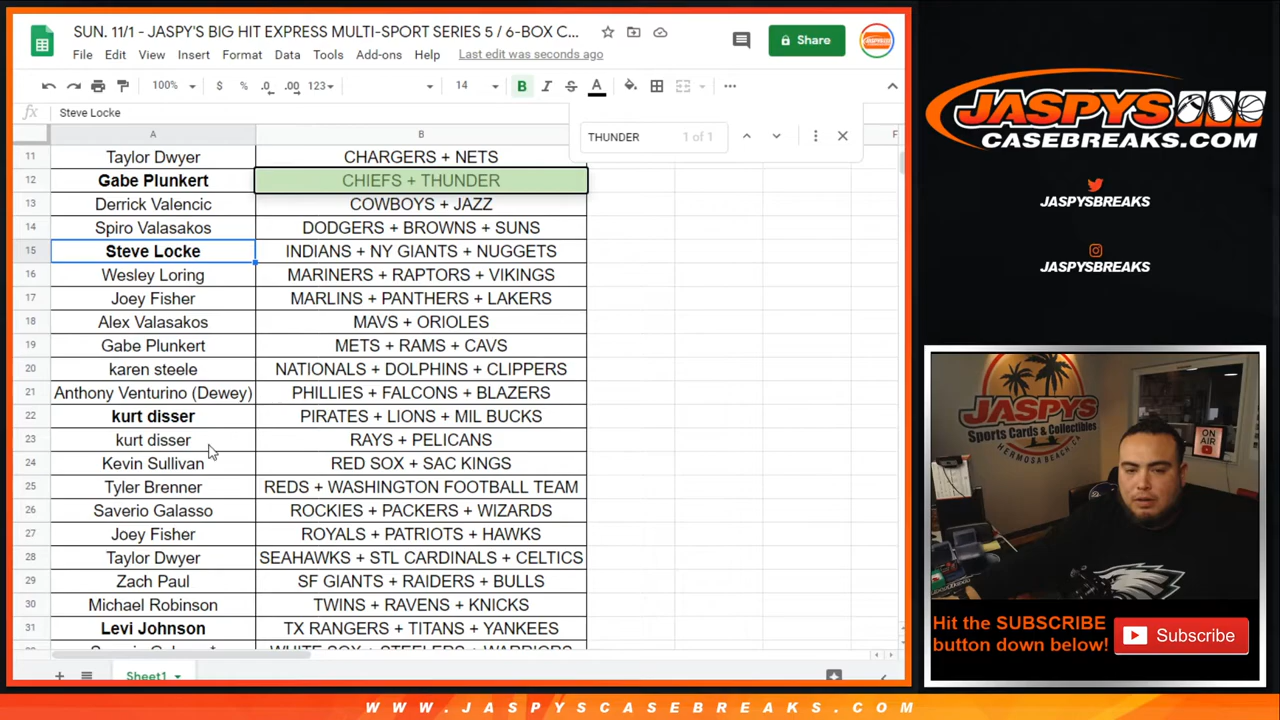 SUN. 11/1 - JASPY'S BIG HIT EXPRESS MULTI-SPORT SERIES 5 / 6-BOX C...
File Edit View Insert Format Data Tools Add-ons Help Last edit was seconds ago
Share
100% $ % .0 .00 123 14 B I S A
fx Steve Locke
THUNDER 1 of 1
A B F
11 Taylor Dwyer CHARGERS + NETS
12 Gabe Plunkert CHIEFS + THUNDER
13 Derrick Valencic COWBOYS + JAZZ
14 Spiro Valasakos DODGERS + BROWNS + SUNS
15 Steve Locke INDIANS + NY GIANTS + NUGGETS
16 Wesley Loring MARINERS + RAPTORS + VIKINGS
17 Joey Fisher MARLINS + PANTHERS + LAKERS
18 Alex Valasakos MAVS + ORIOLES
19 Gabe Plunkert METS + RAMS + CAVS
20 karen steele NATIONALS + DOLPHINS + CLIPPERS
21 Anthony Venturino (Dewey) PHILLIES + FALCONS + BLAZERS
22 kurt disser PIRATES + LIONS + MIL BUCKS
23 kurt disser RAYS + PELICANS
24 Kevin Sullivan RED SOX + SAC KINGS
25 Tyler Brenner REDS + WASHINGTON FOOTBALL TEAM
26 Saverio Galasso ROCKIES + PACKERS + WIZARDS
27 Joey Fisher ROYALS + PATRIOTS + HAWKS
28 Taylor Dwyer SEAHAWKS + STL CARDINALS + CELTICS
29 Zach Paul SF GIANTS + RAIDERS + BULLS
30 Michael Robinson TWINS + RAVENS + KNICKS
31 Levi Johnson TX RANGERS + TITANS + YANKEES
WHITE SOX + STEELERS + WARRIORS
Sheet1
JASPYS
CASEBREAKS.COM
JASPYSBREAKS
JASPYSBREAKS
JASPYS
Sports Cards & Collectibles
HERMOSA BEACH
ON AIR
Hit the SUBSCRIBE
button down below!
Subscribe
WWW.JASPYSCASEBREAKS.COM